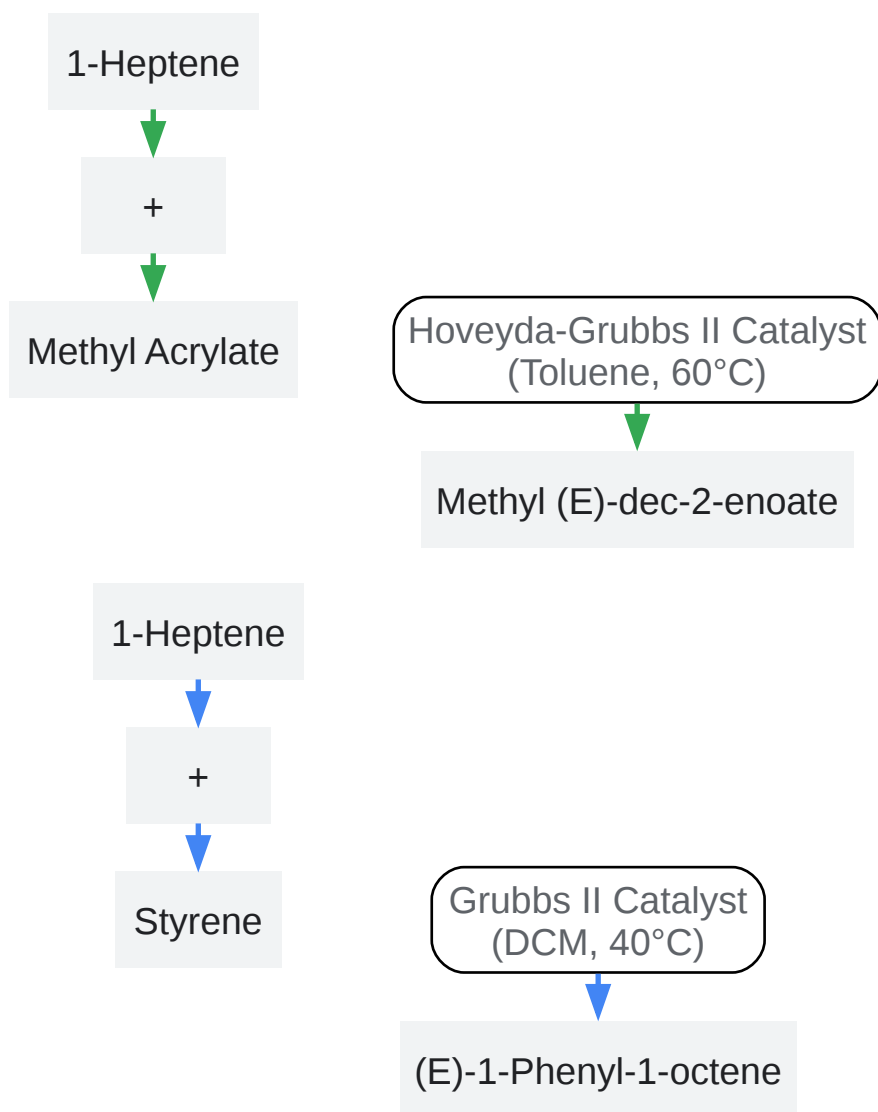 1-Heptene
+
Methyl Acrylate
Hoveyda-Grubbs II Catalyst
(Toluene, 60°C)
Methyl (E)-dec-2-enoate
1-Heptene
+
Styrene
Grubbs II Catalyst
(DCM, 40°C)
(E)-1-Phenyl-1-octene